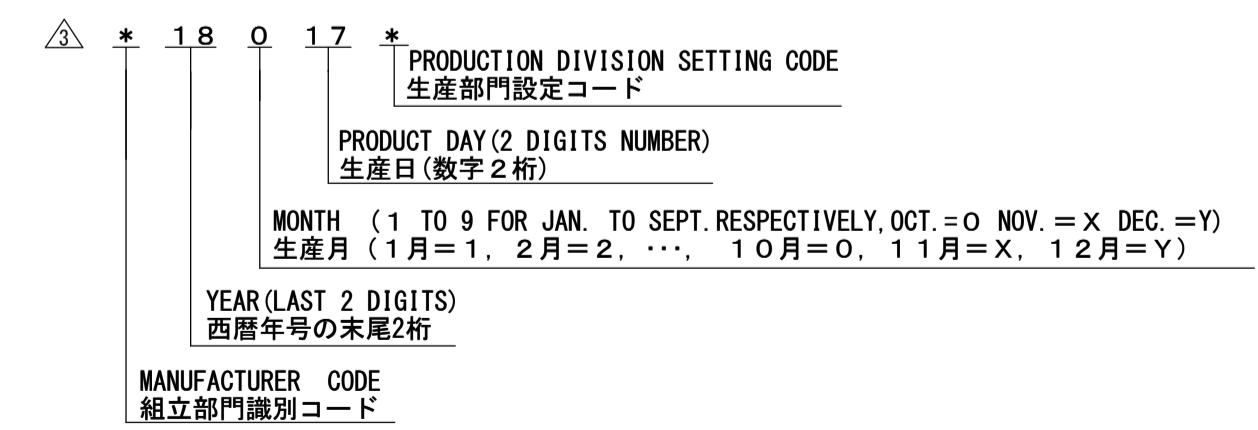 3 * 18 O 17 *
PRODUCTION DIVISION SETTING CODE
生産部門設定コード
PRODUCT DAY(2 DIGITS NUMBER)
生産日(数字2桁)
MONTH (1 TO 9 FOR JAN. TO SEPT.RESPECTIVELY,OCT.=O NOV.=X DEC.=Y)
生産月(1月=1, 2月=2, ・・・, 10月=O, 11月=X, 12月=Y)
YEAR(LAST 2 DIGITS)
西暦年号の末尾2桁
MANUFACTURER CODE
組立部門識別コード